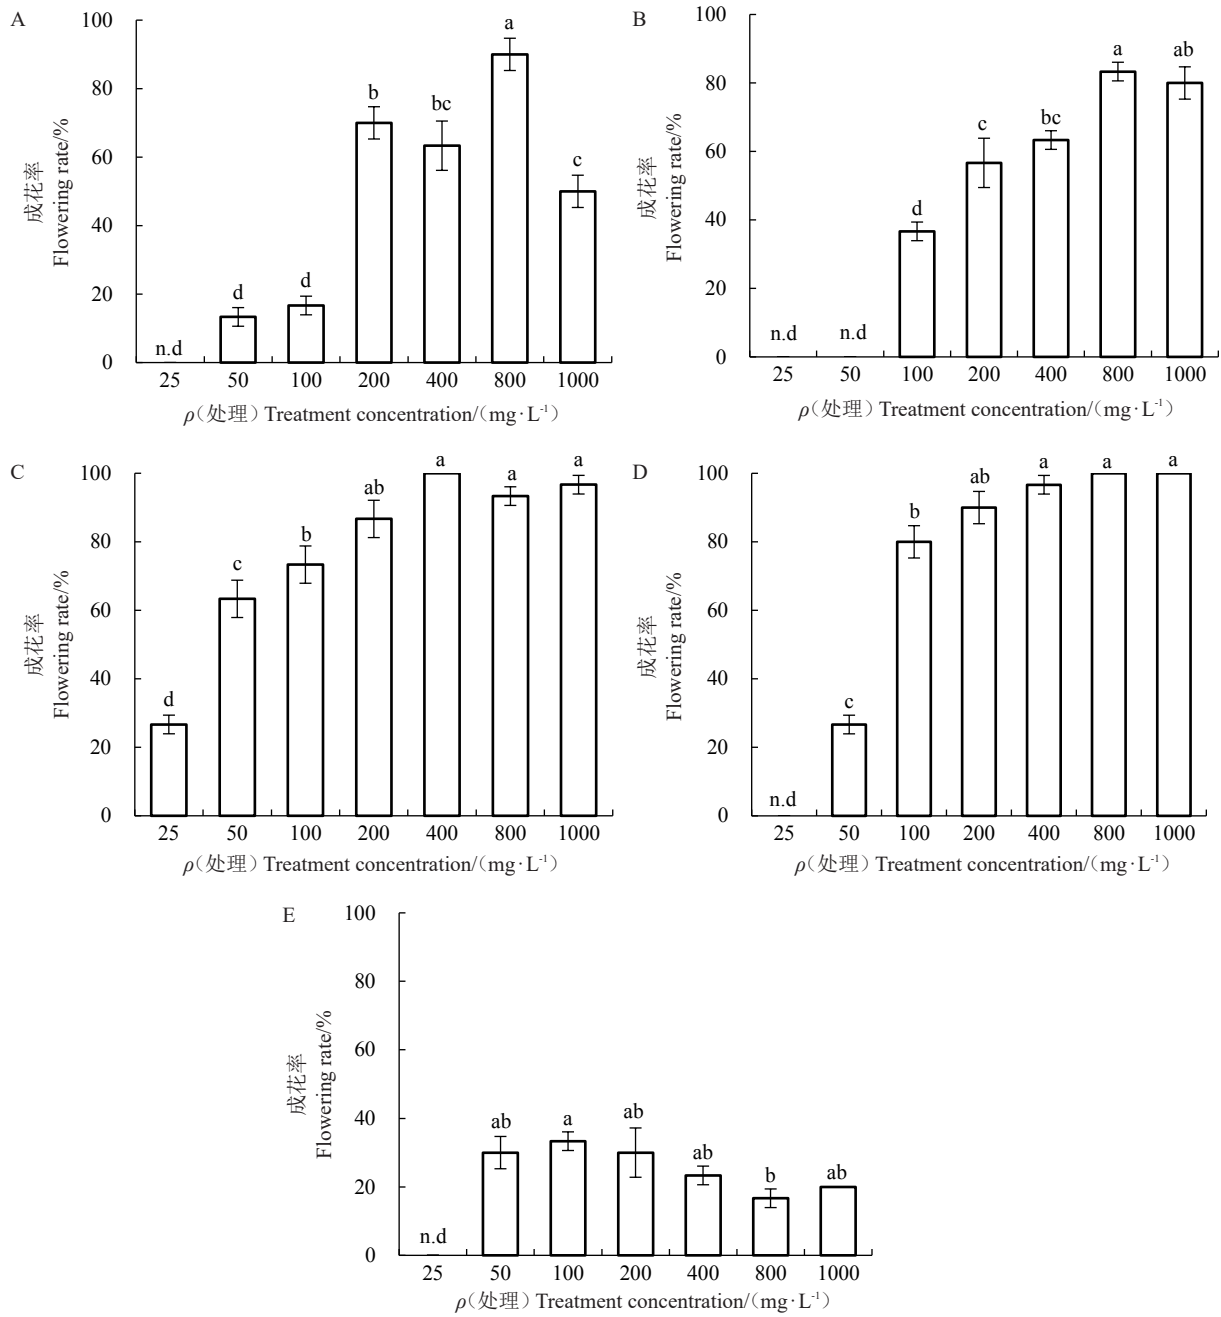 A
100
80
60
40
20
0
成花率
Flowering rate/%
n.d
d
d
b
bc
a
c
25 50 100 200 400 800 1000
ρ(处理) Treatment concentration/(mg·L⁻¹)
B
100
80
60
40
20
0
成花率
Flowering rate/%
n.d
n.d
d
c
bc
a
ab
25 50 100 200 400 800 1000
ρ(处理) Treatment concentration/(mg·L⁻¹)
C
100
80
60
40
20
0
成花率
Flowering rate/%
d
c
b
ab
a
a
a
25 50 100 200 400 800 1000
ρ(处理) Treatment concentration/(mg·L⁻¹)
D
100
80
60
40
20
0
成花率
Flowering rate/%
n.d
c
b
ab
a
a
a
25 50 100 200 400 800 1000
ρ(处理) Treatment concentration/(mg·L⁻¹)
E
100
80
60
40
20
0
成花率
Flowering rate/%
n.d
ab
a
ab
ab
b
ab
25 50 100 200 400 800 1000
ρ(处理) Treatment concentration/(mg·L⁻¹)